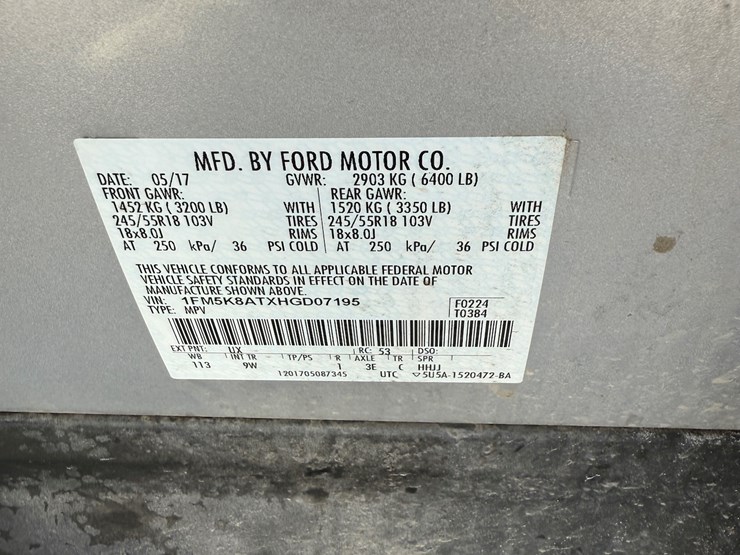 MFD. BY FORD MOTOR CO.
DATE: 05/17 GVWR: 2903 KG ( 6400 LB)
FRONT GAWR: REAR GAWR:
1452 KG ( 3200 LB) WITH 1520 KG ( 3350 LB) WITH
245/55R18 103V TIRES 245/55R18 103V TIRES
18x8.0J RIMS 18x8.0J RIMS
AT 250 kPa/ 36 PSI COLD AT 250 kPa/ 36 PSI COLD
THIS VEHICLE CONFORMS TO ALL APPLICABLE FEDERAL MOTOR
VEHICLE SAFETY STANDARDS IN EFFECT ON THE DATE OF
MANUFACTURE SHOWN ABOVE.
VIN: 1FM5K8ATXHGD07195 F0224
TYPE: MPV T0384
EXT PNT: UX RC: 53 DSO:
WB INT TR TP/PS R AXLE TR SPR
113 9W 1 3E C HHJJ
1201705087345 UTC ▽5U5A-1520472-BA